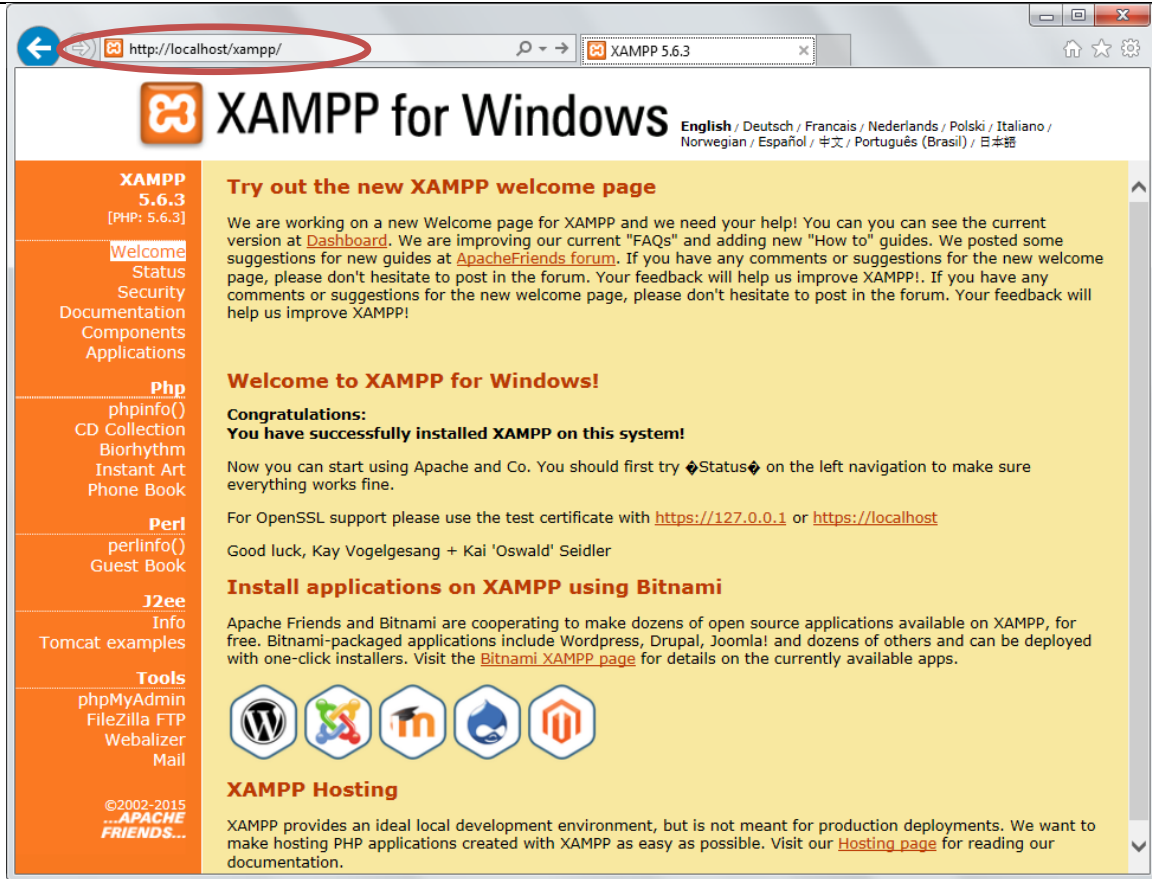 http://localhost/xampp/
XAMPP 5.6.3
XAMPP for Windows
English / Deutsch / Francais / Nederlands / Polski / Italiano /
Norwegian / Español / 中文 / Português (Brasil) / 日本語
XAMPP
5.6.3
[PHP: 5.6.3]
Welcome
Status
Security
Documentation
Components
Applications
Php
phpinfo()
CD Collection
Biorhythm
Instant Art
Phone Book
Perl
perlinfo()
Guest Book
J2ee
Info
Tomcat examples
Tools
phpMyAdmin
FileZilla FTP
Webalizer
Mail
©2002-2015
...APACHE
FRIENDS...
Try out the new XAMPP welcome page
We are working on a new Welcome page for XAMPP and we need your help! You can you can see the current
version at Dashboard. We are improving our current "FAQs" and adding new "How to" guides. We posted some
suggestions for new guides at ApacheFriends forum. If you have any comments or suggestions for the new welcome
page, please don't hesitate to post in the forum. Your feedback will help us improve XAMPP!. If you have any
comments or suggestions for the new welcome page, please don't hesitate to post in the forum. Your feedback will
help us improve XAMPP!
Welcome to XAMPP for Windows!
Congratulations:
You have successfully installed XAMPP on this system!
Now you can start using Apache and Co. You should first try �Status� on the left navigation to make sure
everything works fine.
For OpenSSL support please use the test certificate with https://127.0.0.1 or https://localhost
Good luck, Kay Vogelgesang + Kai 'Oswald' Seidler
Install applications on XAMPP using Bitnami
Apache Friends and Bitnami are cooperating to make dozens of open source applications available on XAMPP, for
free. Bitnami-packaged applications include Wordpress, Drupal, Joomla! and dozens of others and can be deployed
with one-click installers. Visit the Bitnami XAMPP page for details on the currently available apps.
XAMPP Hosting
XAMPP provides an ideal local development environment, but is not meant for production deployments. We want to
make hosting PHP applications created with XAMPP as easy as possible. Visit our Hosting page for reading our
documentation.